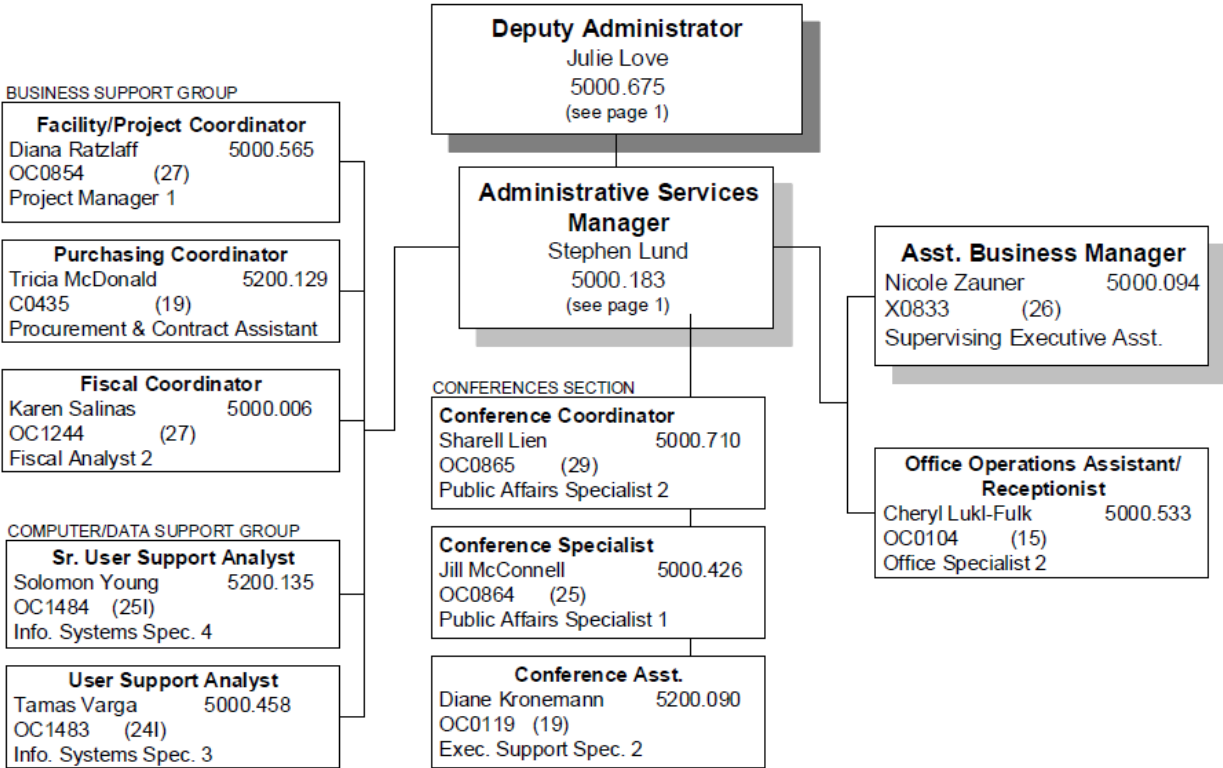 Deputy Administrator
Julie Love
5000.675
(see page 1)
Administrative Services
Manager
Stephen Lund
5000.183
(see page 1)
BUSINESS SUPPORT GROUP
Facility/Project Coordinator
Diana Ratzlaff 5000.565
OC0854 (27)
Project Manager 1
Purchasing Coordinator
Tricia McDonald 5200.129
C0435 (19)
Procurement & Contract Assistant
Fiscal Coordinator
Karen Salinas 5000.006
OC1244 (27)
Fiscal Analyst 2
COMPUTER/DATA SUPPORT GROUP
Sr. User Support Analyst
Solomon Young 5200.135
OC1484 (25I)
Info. Systems Spec. 4
User Support Analyst
Tamas Varga 5000.458
OC1483 (24I)
Info. Systems Spec. 3
CONFERENCES SECTION
Conference Coordinator
Sharell Lien 5000.710
OC0865 (29)
Public Affairs Specialist 2
Conference Specialist
Jill McConnell 5000.426
OC0864 (25)
Public Affairs Specialist 1
Conference Asst.
Diane Kronemann 5200.090
OC0119 (19)
Exec. Support Spec. 2
Asst. Business Manager
Nicole Zauner 5000.094
X0833 (26)
Supervising Executive Asst.
Office Operations Assistant/
Receptionist
Cheryl Lukl-Fulk 5000.533
OC0104 (15)
Office Specialist 2